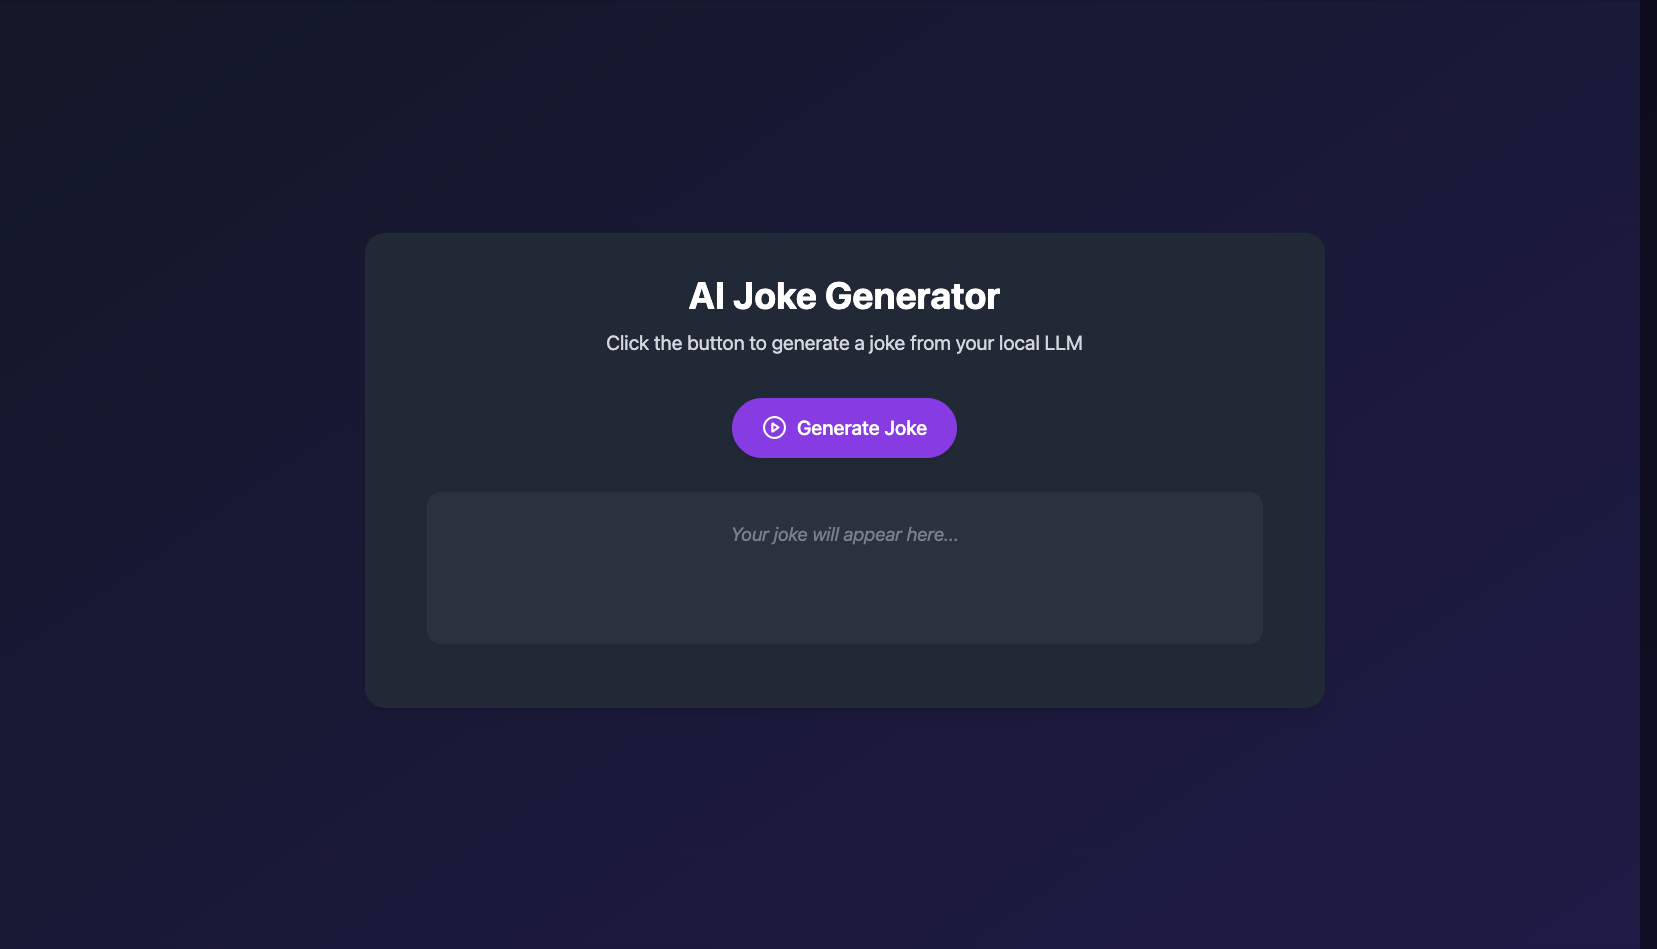 AI Joke Generator
Click the button to generate a joke from your local LLM
Generate Joke
Your joke will appear here...